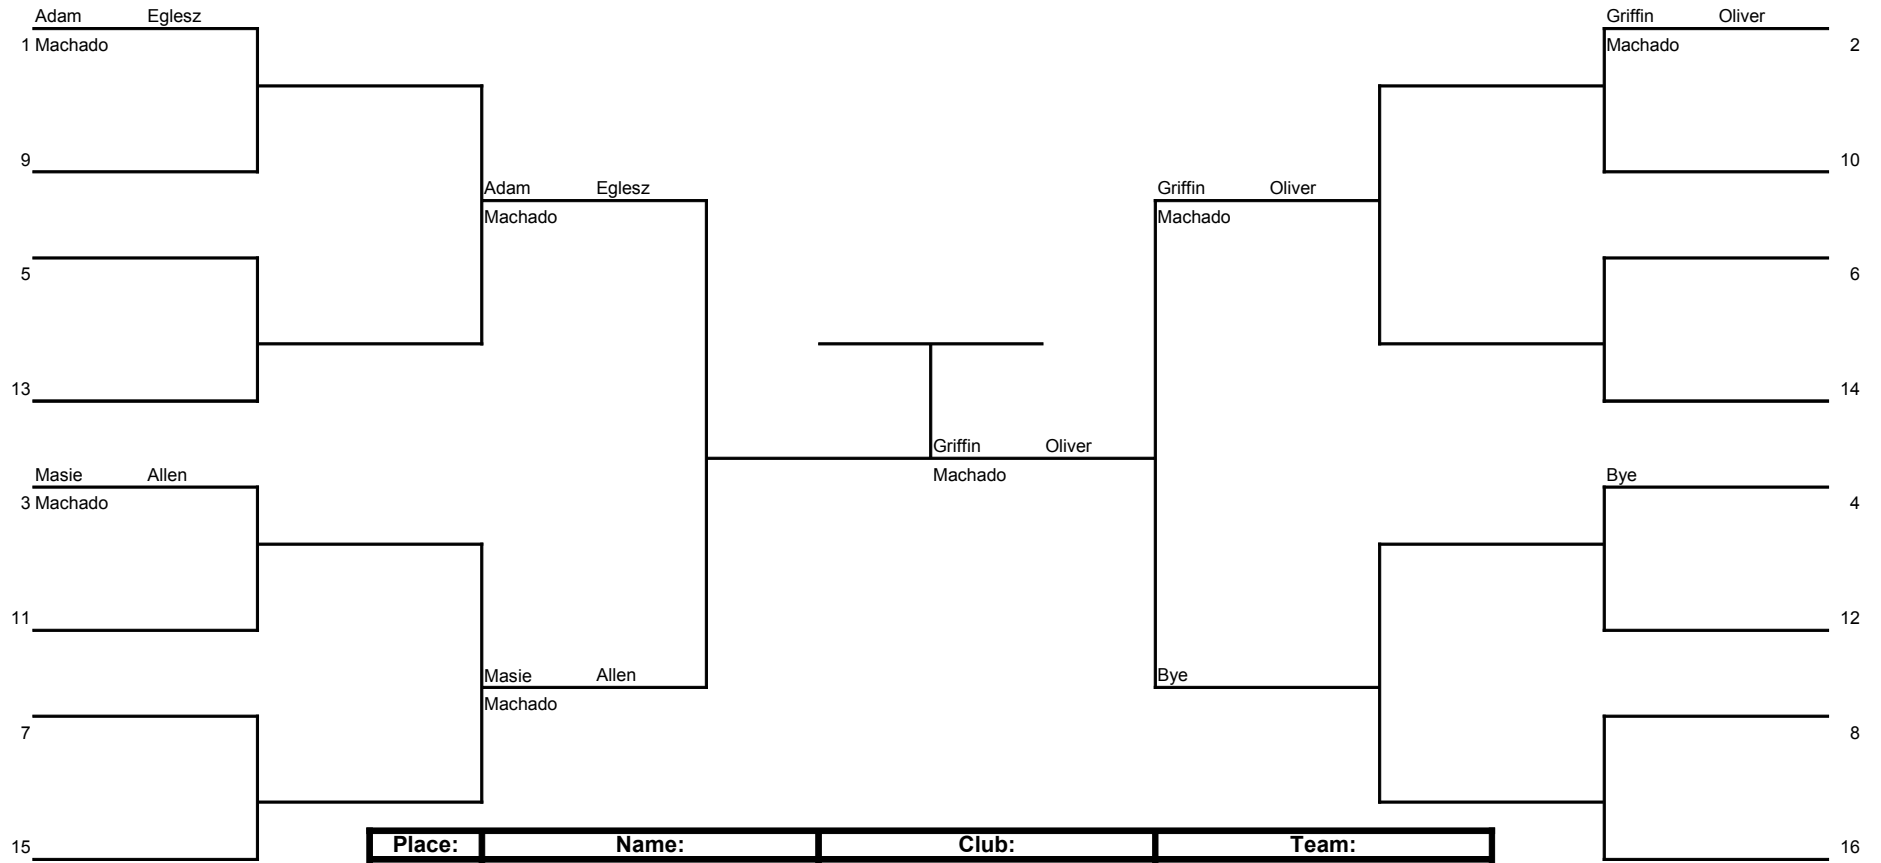 Adam Eglesz Griffin Oliver
1 Machado Machado 2
9 10
Adam Eglesz Griffin Oliver
Machado Machado
5 6
13 14
Griffin Oliver
Machado
Masie Allen Bye
3 Machado 4
11 12
Masie Allen Bye
Machado
7 8
15 16
Place: Name: Club: Team: